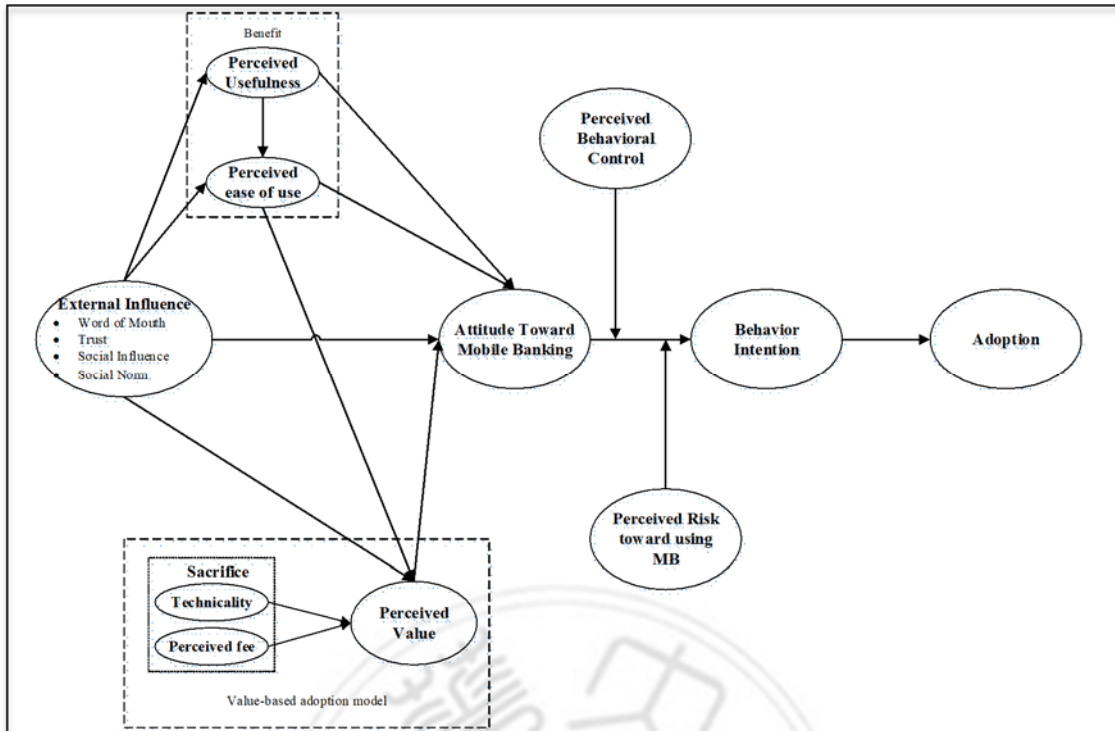 Benefit
Perceived
Usefulness
Perceived
ease of use
Perceived
Behavioral
Control
External Influence
• Word of Mouth
• Trust
• Social Influence
• Social Norm.
Attitude Toward
Mobile Banking
Behavior
Intention
Adoption
Perceived Risk
toward using
MB
Sacrifice
Technicality
Perceived fee
Perceived
Value
Value-based adoption model